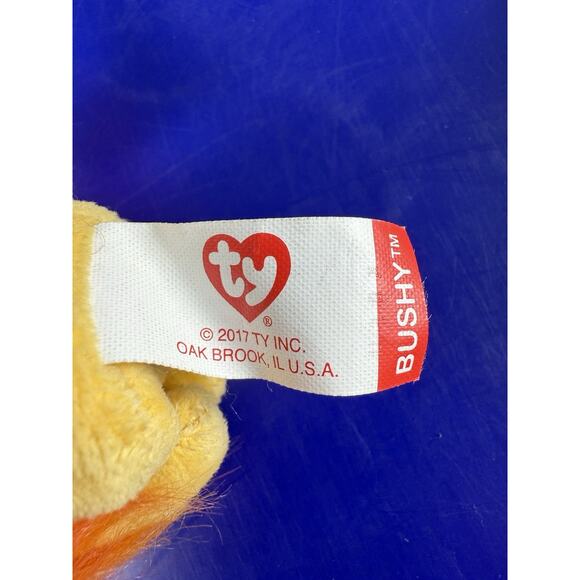 ty
®
© 2017 TY INC.
OAK BROOK, IL U.S.A.
BUSHY™